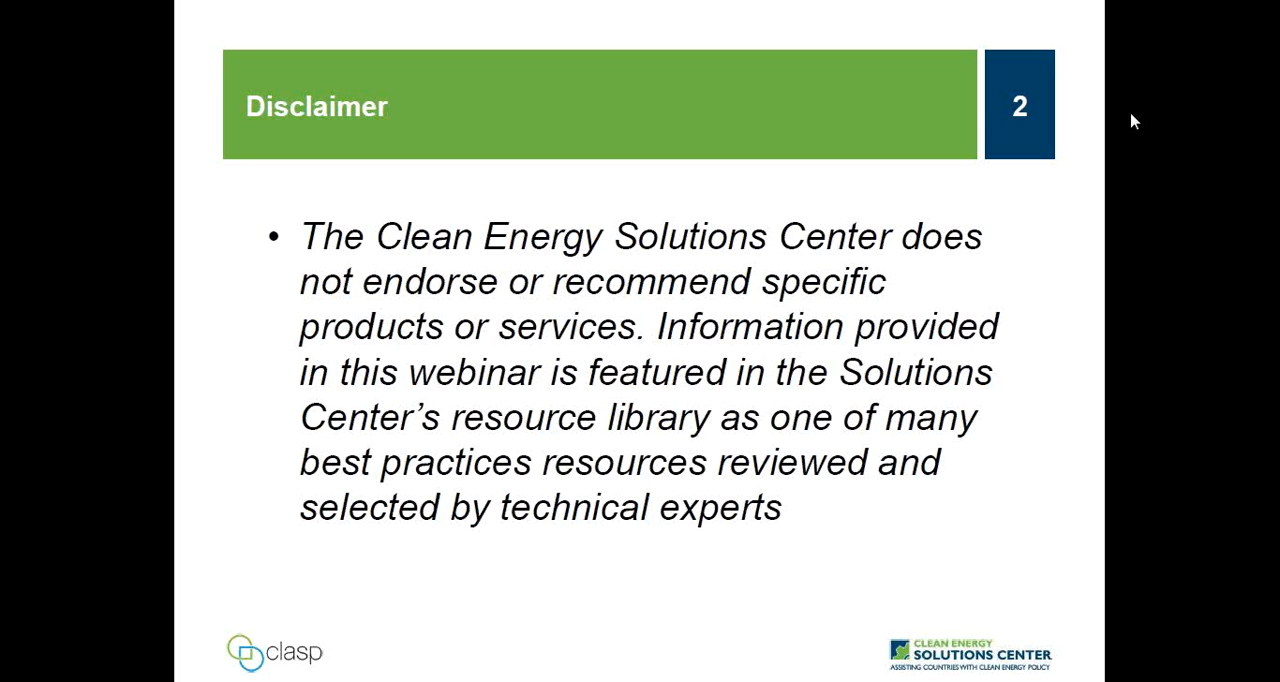 Disclaimer
2
• The Clean Energy Solutions Center does
not endorse or recommend specific
products or services. Information provided
in this webinar is featured in the Solutions
Center’s resource library as one of many
best practices resources reviewed and
selected by technical experts
clasp
CLEAN ENERGY
SOLUTIONS CENTER
ASSISTING COUNTRIES WITH CLEAN ENERGY POLICY